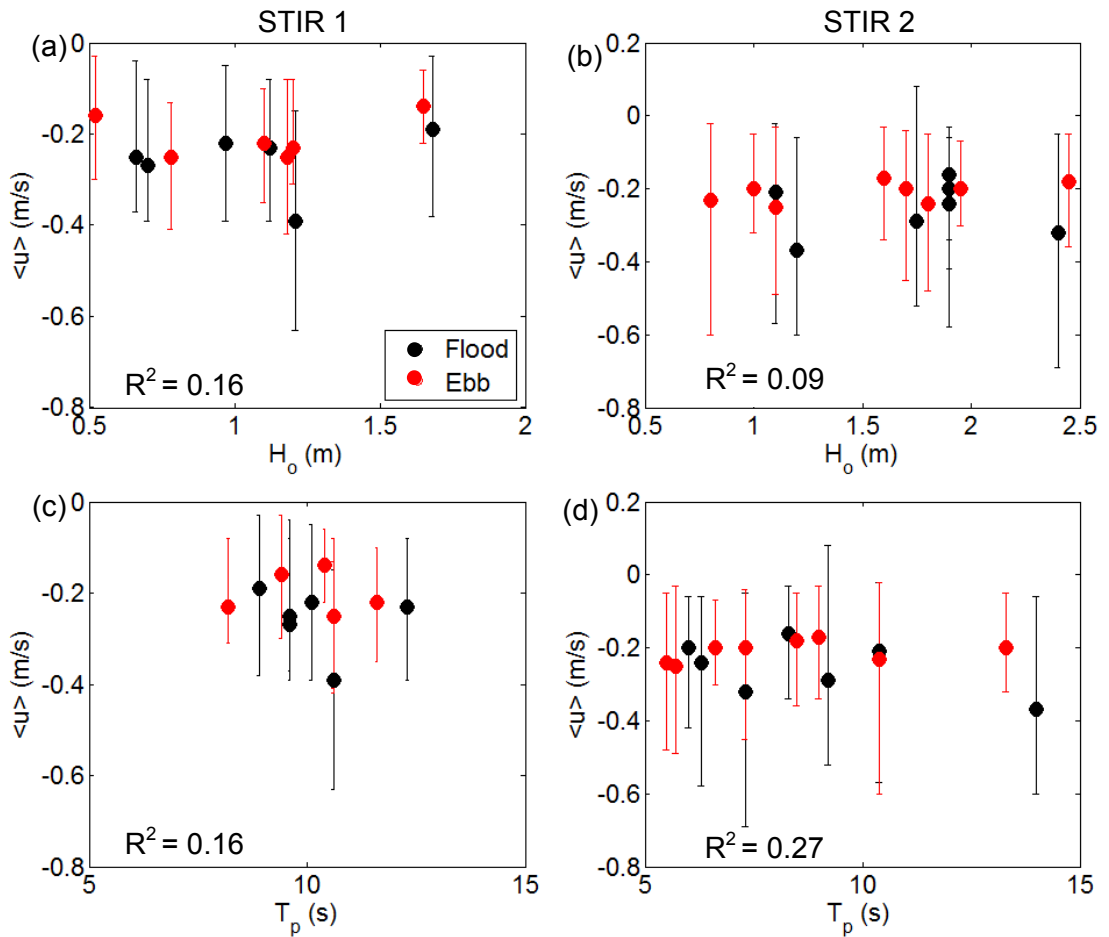 STIR 1
STIR 2
(a)
0
-0.2
-0.4
-0.6
-0.8
<u> (m/s)
Flood
Ebb
R² = 0.16
0.5
1
1.5
2
Hₒ (m)
(b)
0.2
0
-0.2
-0.4
-0.6
-0.8
<u> (m/s)
R² = 0.09
0.5
1
1.5
2
2.5
Hₒ (m)
(c)
0
-0.2
-0.4
-0.6
-0.8
<u> (m/s)
R² = 0.16
5
10
15
Tₚ (s)
(d)
0.2
0
-0.2
-0.4
-0.6
-0.8
<u> (m/s)
R² = 0.27
5
10
15
Tₚ (s)